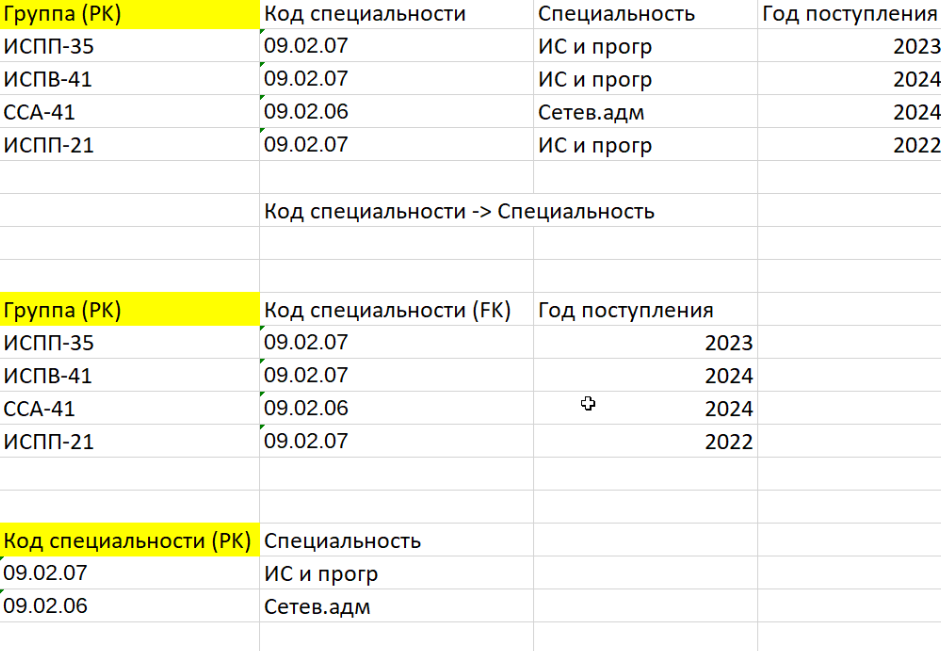 Группа (PK) Код специальности Специальность Год поступления
ИСПП-35 09.02.07 ИС и прогр 2023
ИСПВ-41 09.02.07 ИС и прогр 2024
ССА-41 09.02.06 Сетев.адм 2024
ИСПП-21 09.02.07 ИС и прогр 2022
Код специальности -> Специальность
Группа (PK) Код специальности (FK) Год поступления
ИСПП-35 09.02.07 2023
ИСПВ-41 09.02.07 2024
ССА-41 09.02.06 2024
ИСПП-21 09.02.07 2022
Код специальности (PK) Специальность
09.02.07 ИС и прогр
09.02.06 Сетев.адм